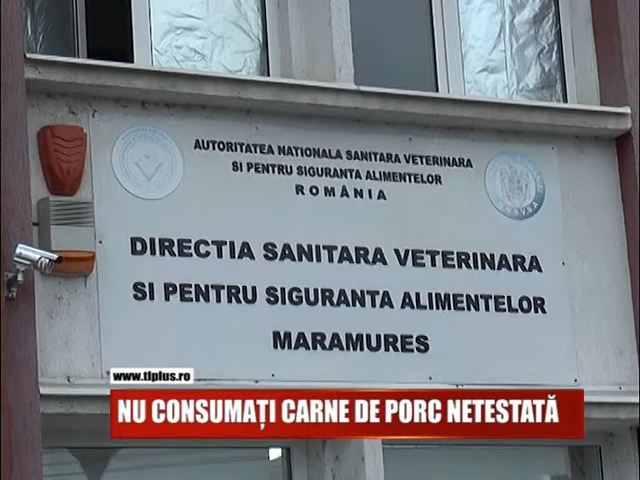 AUTORITATEA NATIONALA SANITARA VETERINARA
SI PENTRU SIGURANTA ALIMENTELOR
ROMÂNIA
DIRECTIA SANITARA VETERINARA
SI PENTRU SIGURANTA ALIMENTELOR
MARAMURES
www.tlplus.ro
NU CONSUMAȚI CARNE DE PORC NETESTATĂ